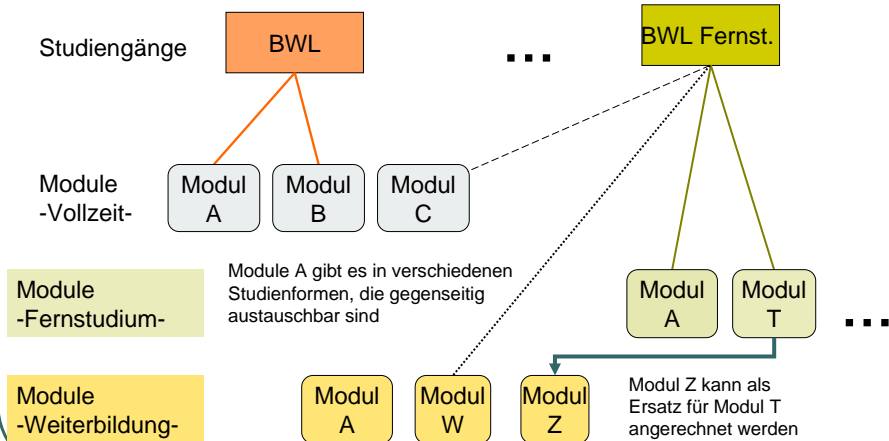 Studiengänge
BWL
...
BWL Fernst.
Module
-Vollzeit-
Modul
A
Modul
B
Modul
C
Module A gibt es in verschiedenen
Studienformen, die gegenseitig
austauschbar sind
Module
-Fernstudium-
Modul
A
Modul
T
...
Module
-Weiterbildung-
Modul
A
Modul
W
Modul
Z
Modul Z kann als
Ersatz für Modul T
angerechnet werden